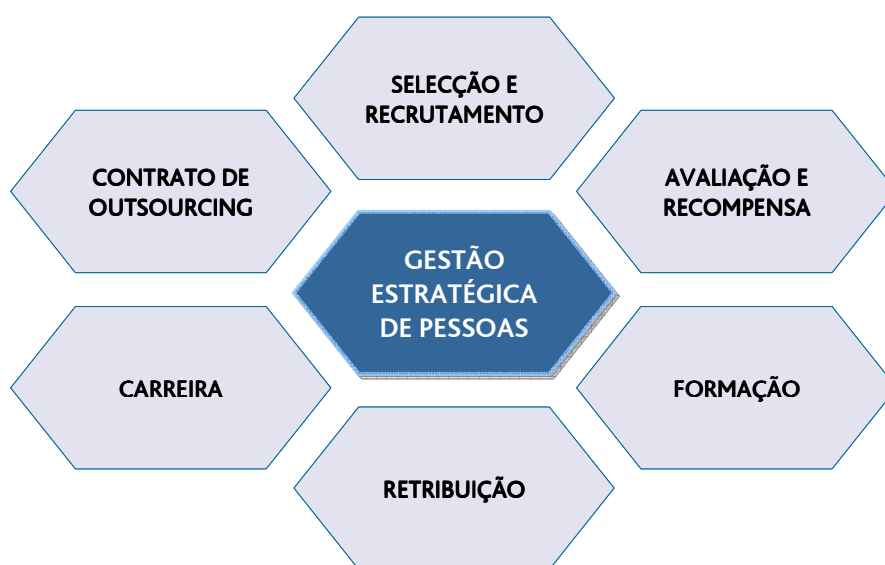 SELECÇÃO E
RECRUTAMENTO
CONTRATO DE
OUTSOURCING
AVALIAÇÃO E
RECOMPENSA
GESTÃO
ESTRATÉGICA
DE PESSOAS
CARREIRA
FORMAÇÃO
RETRIBUIÇÃO